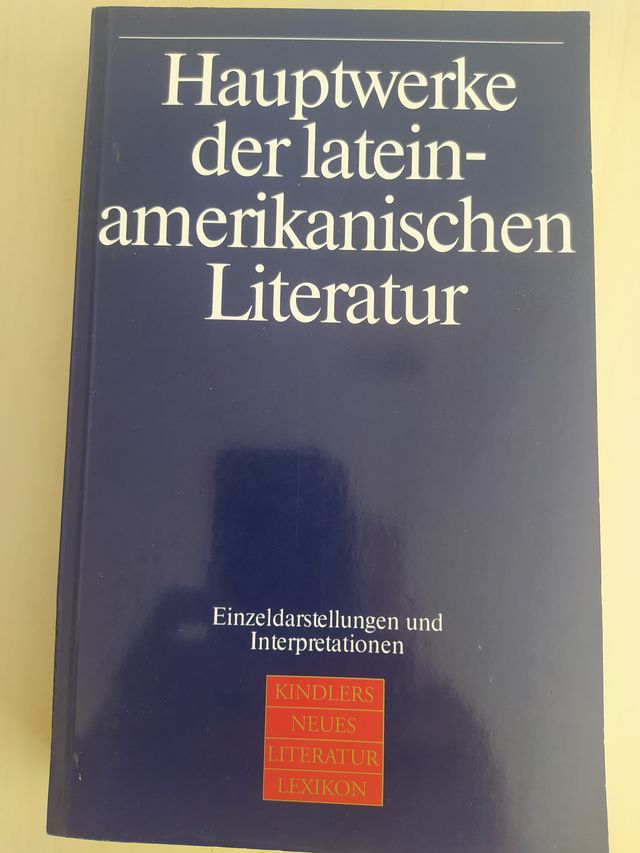 Hauptwerke
der latein-
amerikanischen
Literatur
Einzeldarstellungen und
Interpretationen
KINDLERS
NEUES
LITERATUR
LEXIKON